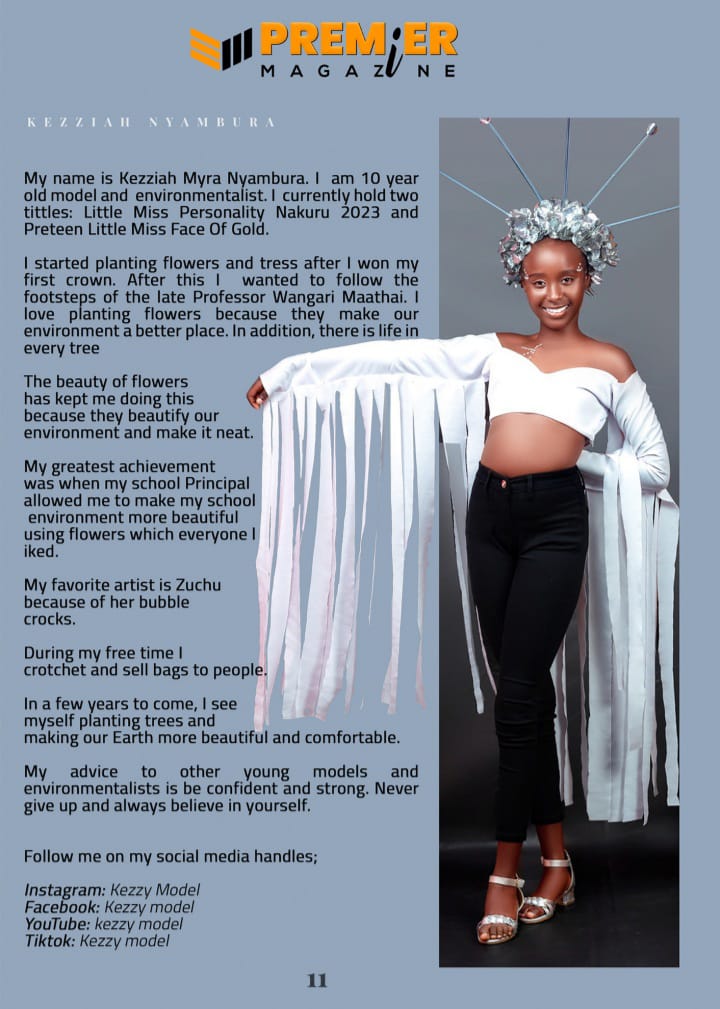 PREMiER
MAGAZiNE
KEZZIAH NYAMBURA
My name is Kezziah Myra Nyambura. I am 10 year
old model and environmentalist. I currently hold two
tittles: Little Miss Personality Nakuru 2023 and
Preteen Little Miss Face Of Gold.
I started planting flowers and tress after I won my
first crown. After this I wanted to follow the
footsteps of the late Professor Wangari Maathai. I
love planting flowers because they make our
environment a better place. In addition, there is life in
every tree
The beauty of flowers
has kept me doing this
because they beautify our
environment and make it neat.
My greatest achievement
was when my school Principal
allowed me to make my school
environment more beautiful
using flowers which everyone l
iked.
My favorite artist is Zuchu
because of her bubble
crocks.
During my free time I
crotchet and sell bags to people.
In a few years to come, I see
myself planting trees and
making our Earth more beautiful and comfortable.
My advice to other young models and
environmentalists is be confident and strong. Never
give up and always believe in yourself.
Follow me on my social media handles;
Instagram: Kezzy Model
Facebook: Kezzy model
YouTube: kezzy model
Tiktok: Kezzy model
11